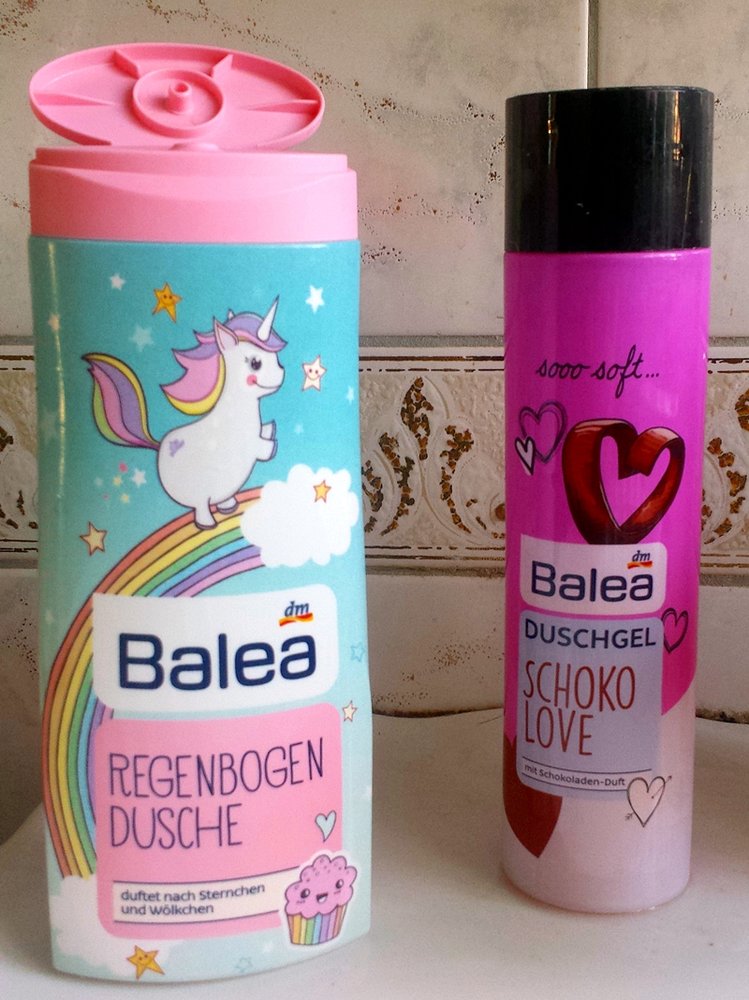 dm
Balea
REGENBOGEN
DUSCHE
duftet nach Sternchen
und Wölkchen
sooo soft...
dm
Balea
DUSCHGEL
SCHOKO
LOVE
mit Schokoladen-Duft